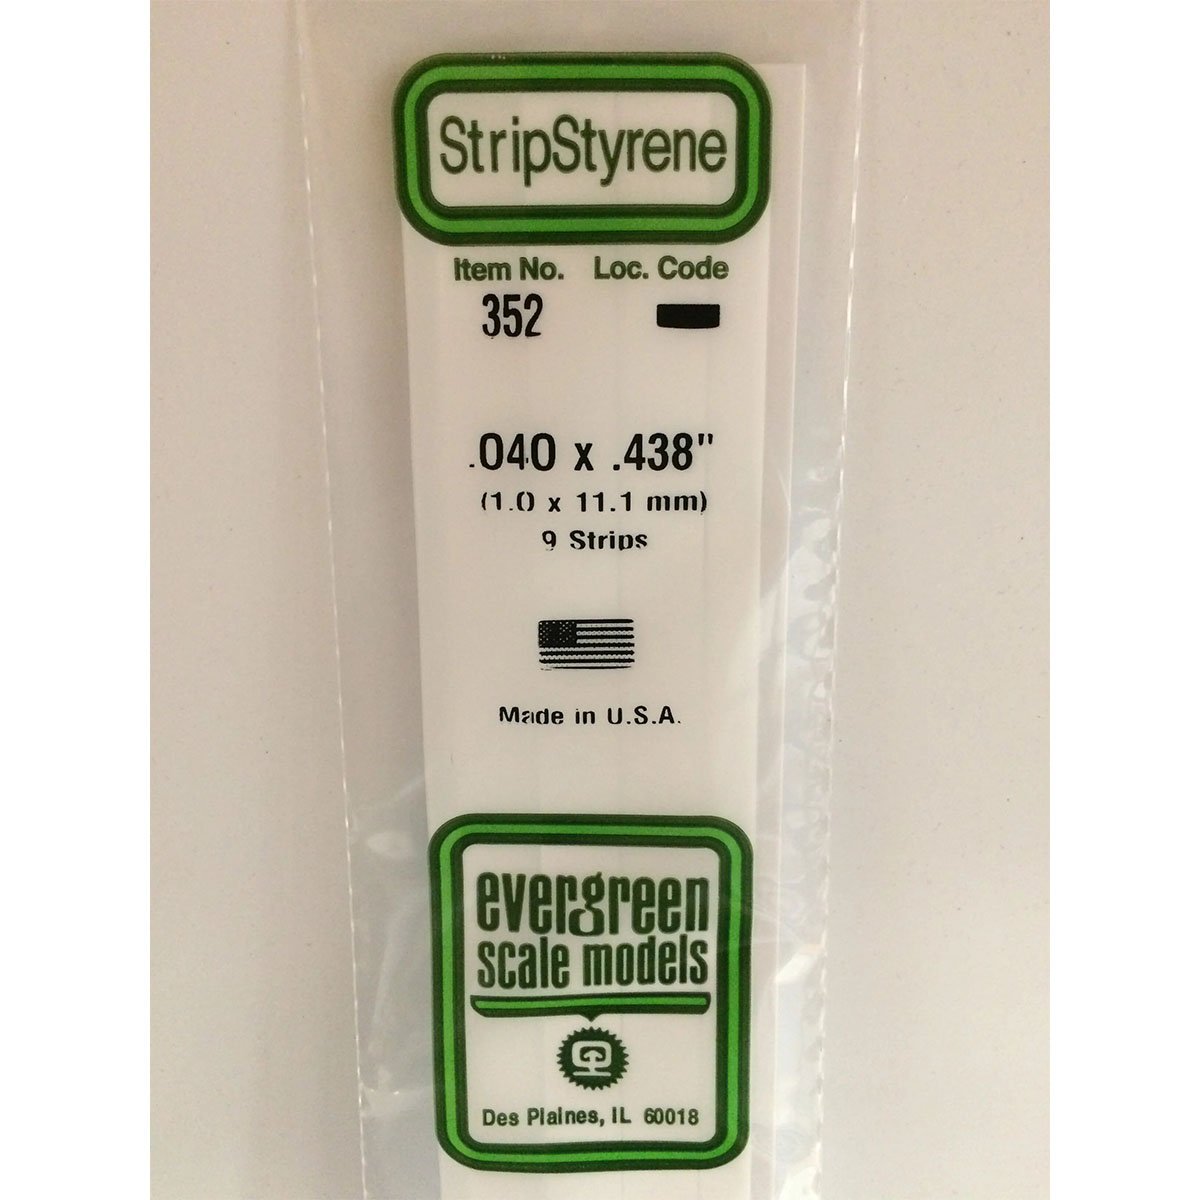 StripStyrene
Item No. Loc. Code
352
.040 x .438"
(1.0 x 11.1 mm)
9 Strips
Made in U.S.A.
evergreen
scale models
Des Plaines, IL 60018